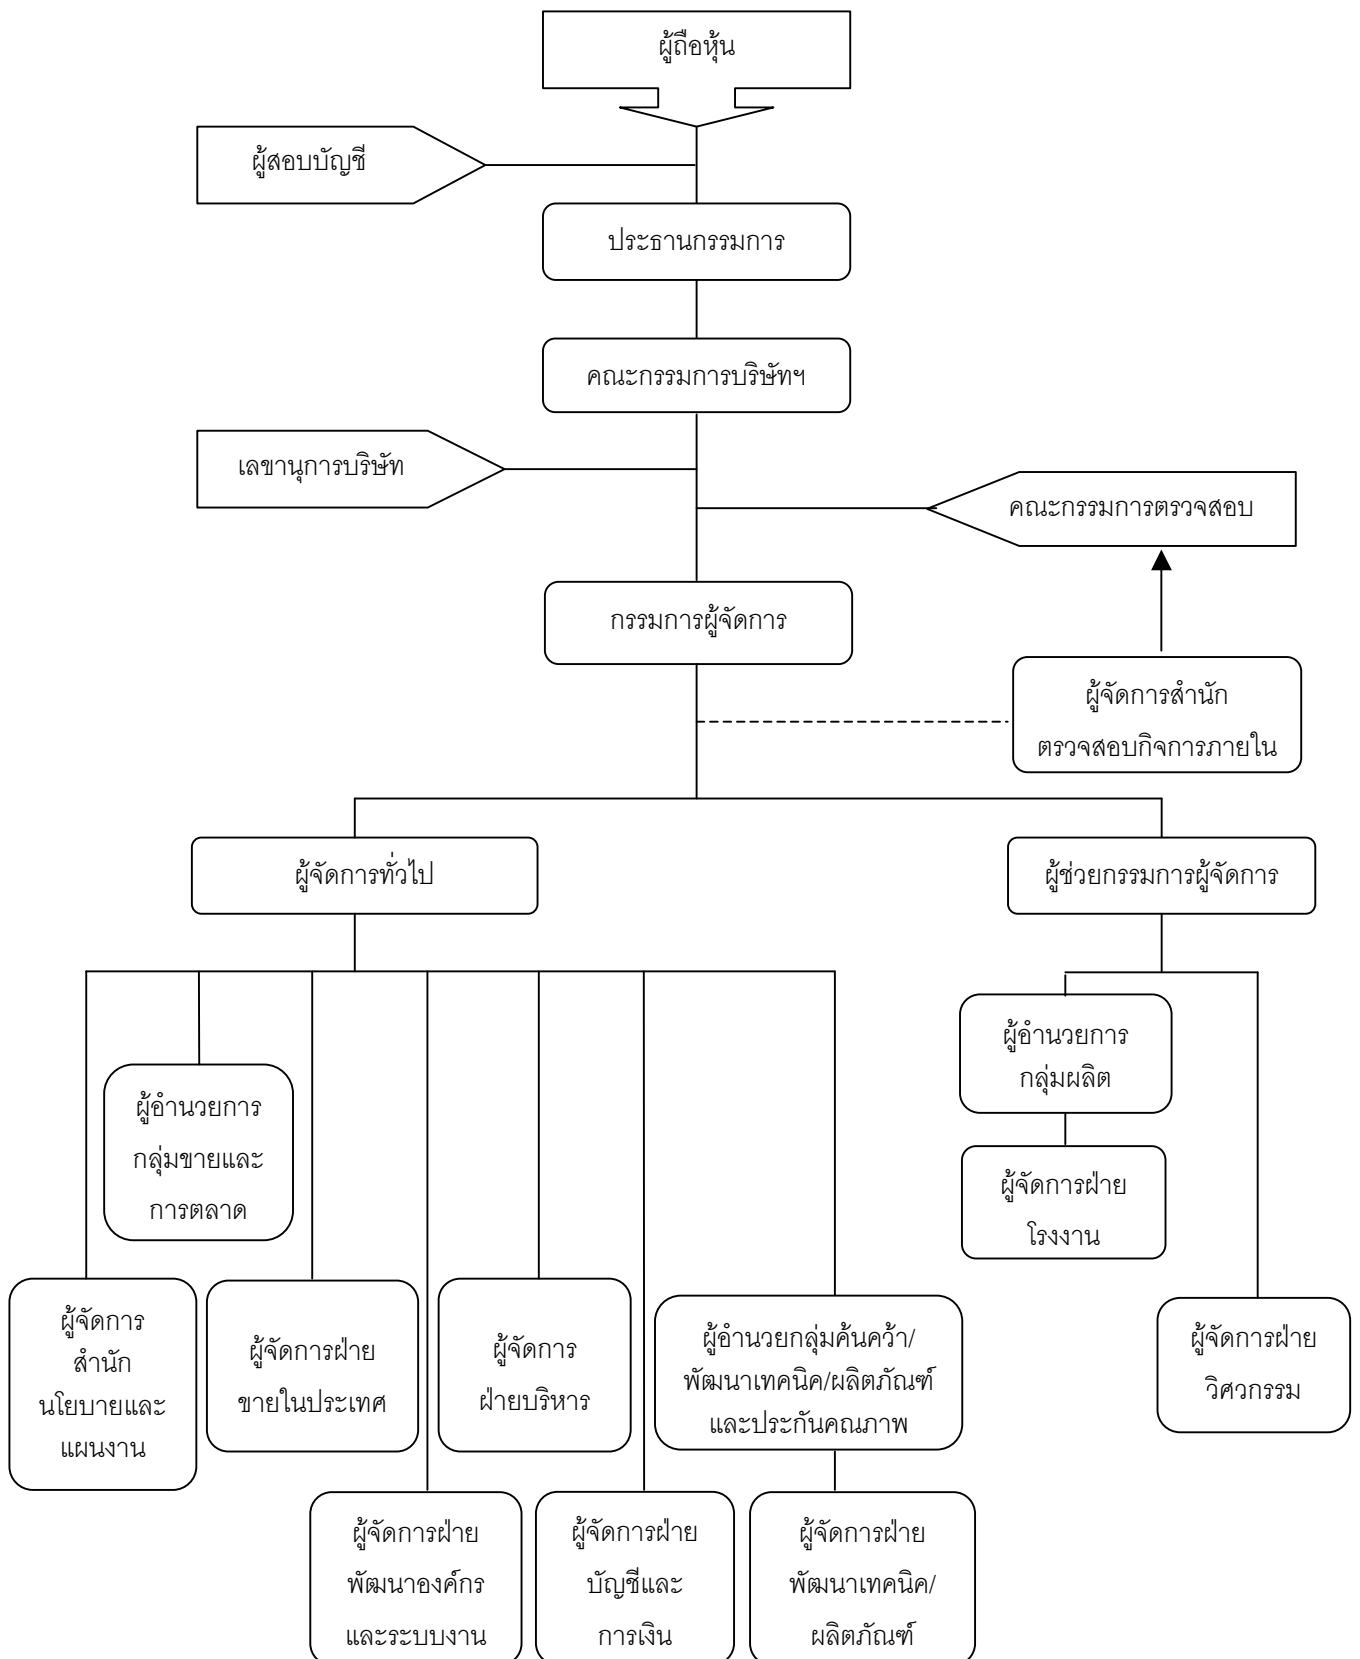 ผู้ถือหุ้น
ผู้สอบบัญชี
ประธานกรรมการ
คณะกรรมการบริษัทฯ
เลขานุการบริษัท
คณะกรรมการตรวจสอบ
กรรมการผู้จัดการ
ผู้จัดการสำนัก
ตรวจสอบกิจการภายใน
ผู้จัดการทั่วไป
ผู้ช่วยกรรมการผู้จัดการ
ผู้อำนวยการ
กลุ่มผลิต
ผู้อำนวยการ
กลุ่มขายและ
การตลาด
ผู้จัดการฝ่าย
โรงงาน
ผู้จัดการ
สำนัก
นโยบายและ
แผนงาน
ผู้จัดการฝ่าย
ขายในประเทศ
ผู้จัดการ
ฝ่ายบริหาร
ผู้อำนวยกลุ่มค้นคว้า/
พัฒนาเทคนิค/ผลิตภัณฑ์
และประกันคณภาพ
ผู้จัดการฝ่าย
วิศวกรรม
ผู้จัดการฝ่าย
พัฒนาองค์กร
และระบบงาน
ผู้จัดการฝ่าย
บัญชีและ
การเงิน
ผู้จัดการฝ่าย
พัฒนาเทคนิค/
ผลิตภัณฑ์